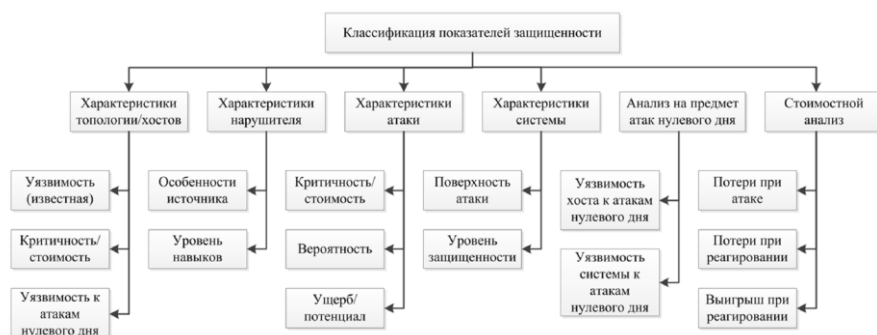 Классификация показателей защищенности
Характеристики
топологии/хостов
Характеристики
нарушителя
Характеристики
атаки
Характеристики
системы
Анализ на предмет
атак нулевого дня
Стоимостной
анализ
Уязвимость
(известная)
Критичность/
стоимость
Уязвимость к
атакам
нулевого дня
Особенности
источника
Уровень
навыков
Критичность/
стоимость
Вероятность
Ущерб/
потенциал
Поверхность
атаки
Уровень
защищенности
Уязвимость
хоста к атакам
нулевого дня
Уязвимость
системы к атакам
нулевого дня
Потери при
атаке
Потери при
реагировании
Выигрыш при
реагировании